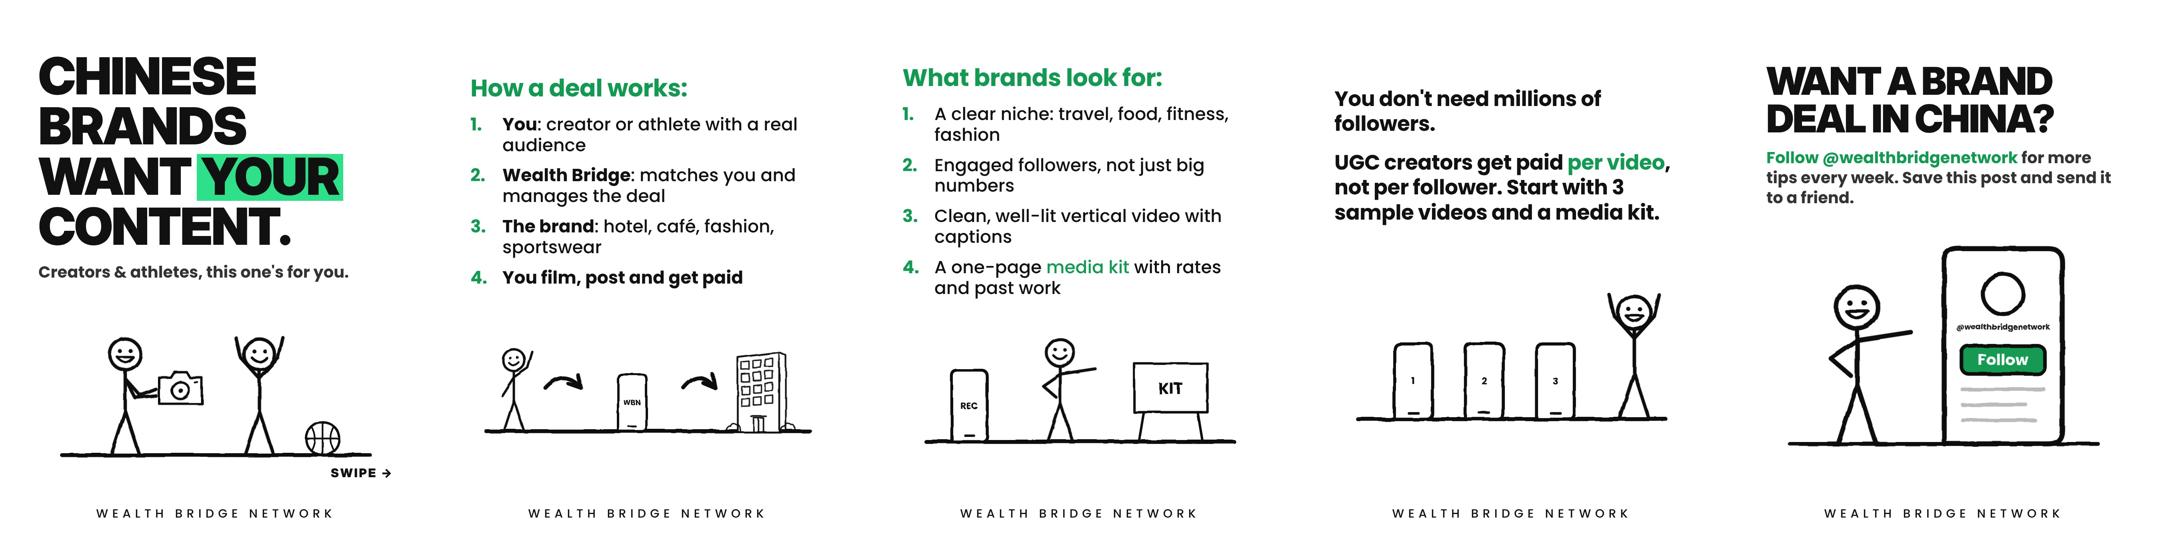 CHINESE
BRANDS
WANT YOUR
CONTENT.
Creators & athletes, this one's for you.
SWIPE →
WEALTH BRIDGE NETWORK
How a deal works:
1. You: creator or athlete with a real
audience
2. Wealth Bridge: matches you and
manages the deal
3. The brand: hotel, café, fashion,
sportswear
4. You film, post and get paid
WBN
WEALTH BRIDGE NETWORK
What brands look for:
1. A clear niche: travel, food, fitness,
fashion
2. Engaged followers, not just big
numbers
3. Clean, well-lit vertical video with
captions
4. A one-page media kit with rates
and past work
REC
KIT
WEALTH BRIDGE NETWORK
You don't need millions of
followers.
UGC creators get paid per video,
not per follower. Start with 3
sample videos and a media kit.
1
2
3
WEALTH BRIDGE NETWORK
WANT A BRAND
DEAL IN CHINA?
Follow @wealthbridgenetwork for more
tips every week. Save this post and send it
to a friend.
@wealthbridgenetwork
Follow
WEALTH BRIDGE NETWORK